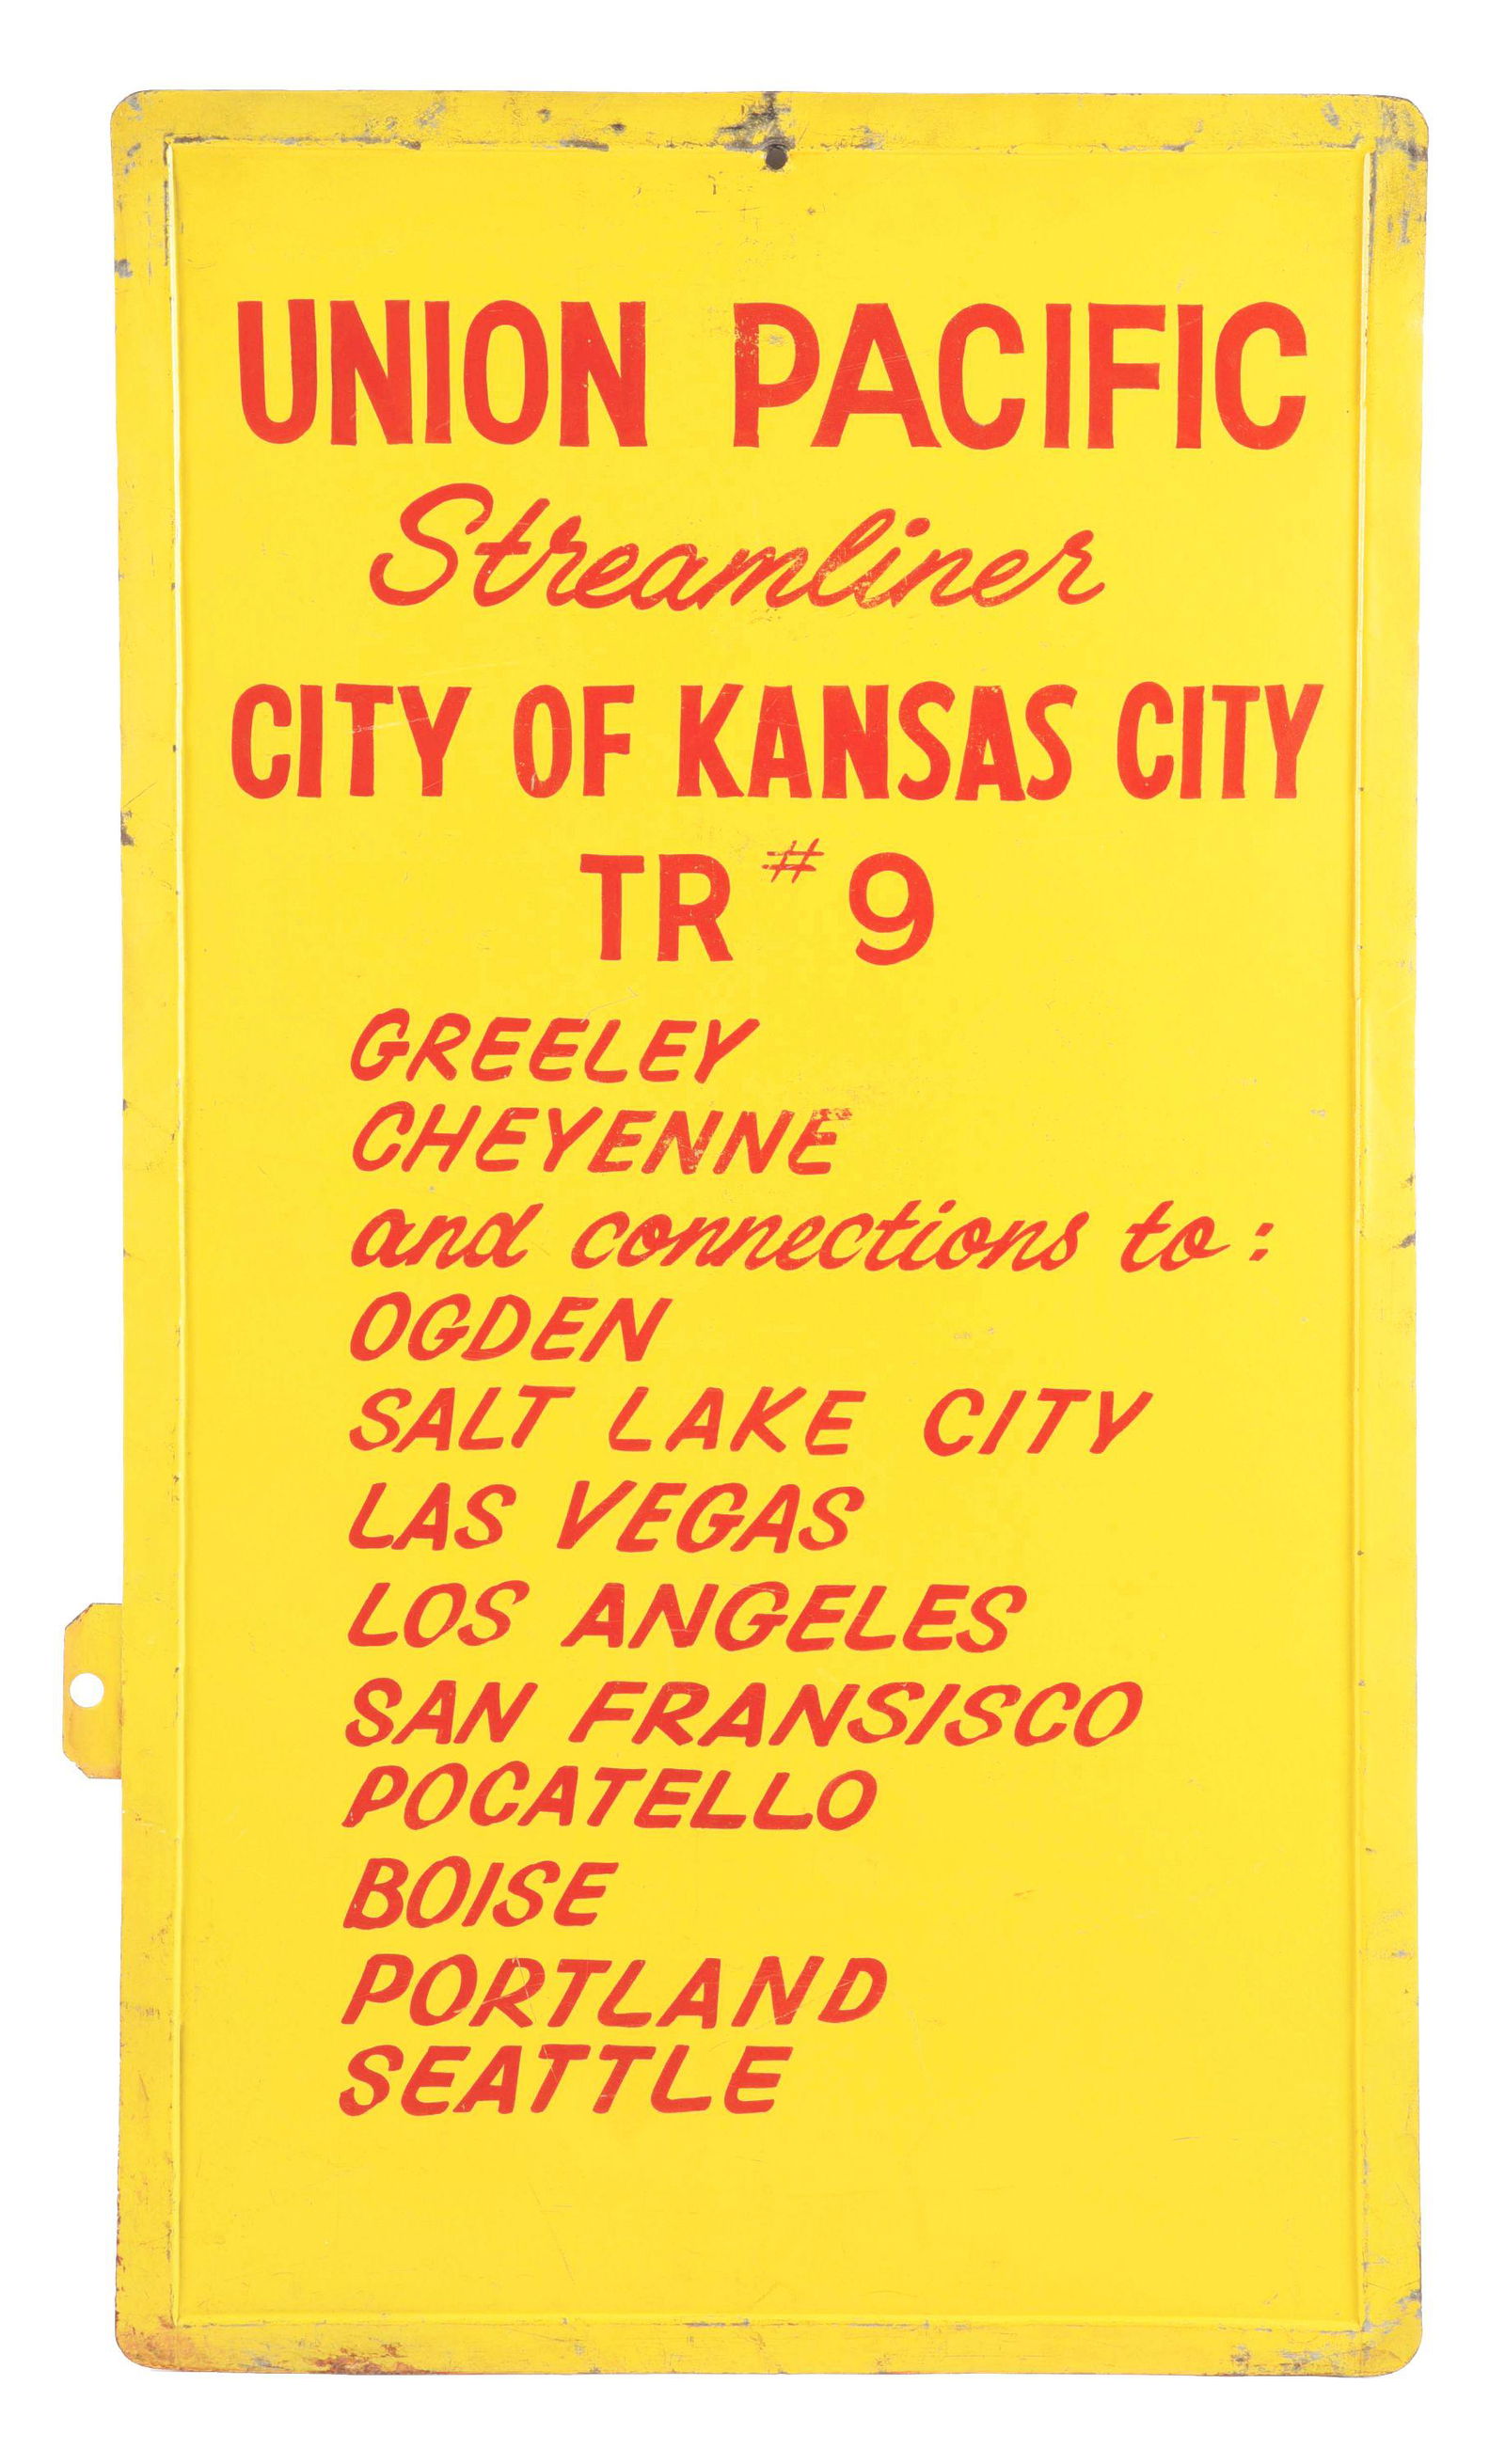 UNION PACIFIC
Streamliner
CITY OF KANSAS CITY
TR # 9
GREELEY
CHEYENNE
and connections to:
OGDEN
SALT LAKE CITY
LAS VEGAS
LOS ANGELES
SAN FRANSISCO
POCATELLO
BOISE
PORTLAND
SEATTLE